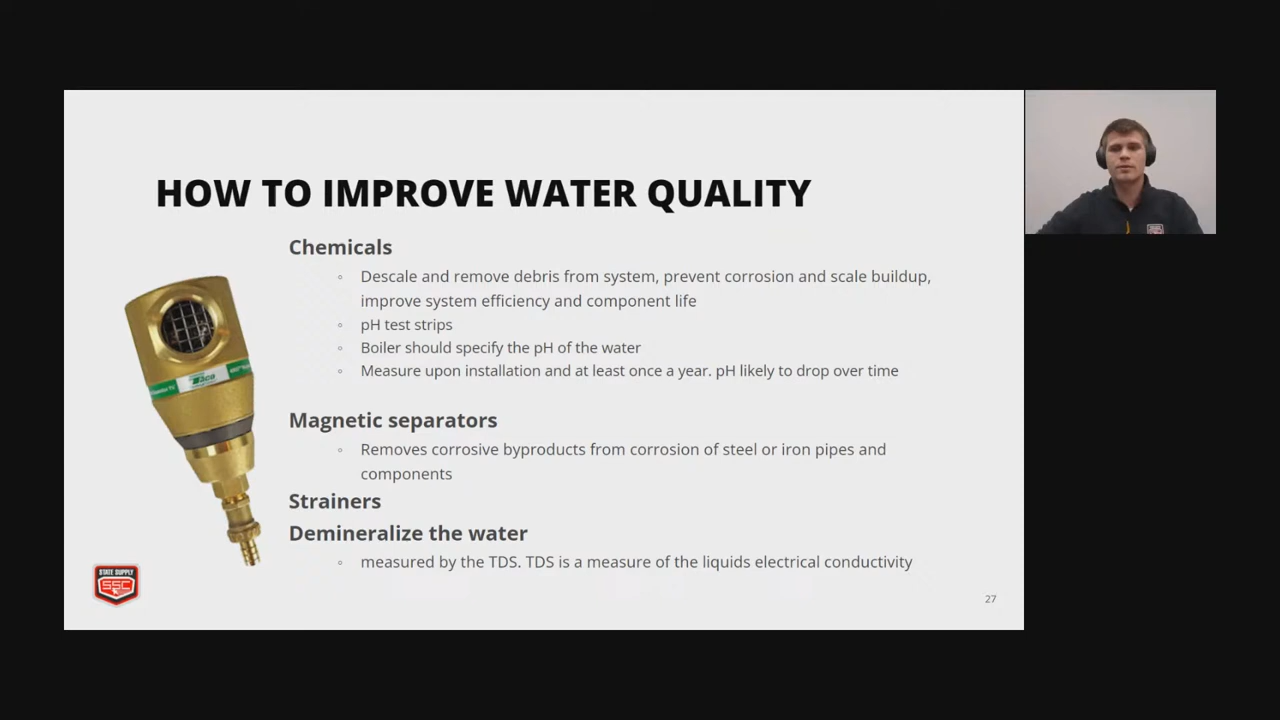 HOW TO IMPROVE WATER QUALITY
Chemicals
◦ Descale and remove debris from system, prevent corrosion and scale buildup,
improve system efficiency and component life
◦ pH test strips
◦ Boiler should specify the pH of the water
◦ Measure upon installation and at least once a year. pH likely to drop over time
Taco
Magnetic separators
◦ Removes corrosive byproducts from corrosion of steel or iron pipes and
components
Strainers
Demineralize the water
◦ measured by the TDS. TDS is a measure of the liquids electrical conductivity
STATE SUPPLY
SSC
27